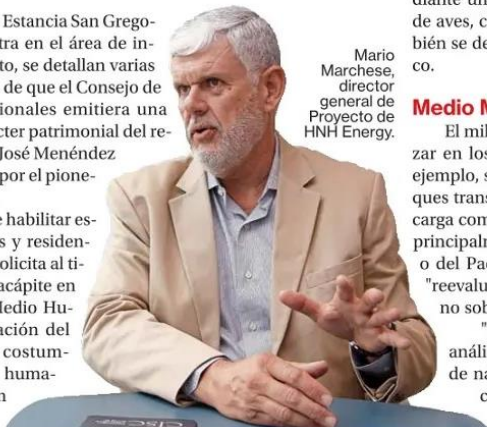 Estancia San Grego-
tra en el área de in-
to, se detallan varias
de que el Consejo de
ionales emitiera una
cter patrimonial del re-
José Menéndez
por el pione-
e habilitar es-
s y residen-
olicita al ti-
acápite en
Medio Hu-
ación del
costum-
huma-
n
Mario
Marchese,
director
general de
Proyecto de
HNH Energy.
diante un
de aves, c
bién se de
co.
Medio M
El mil
zar en los
ejemplo, s
ques trans
carga com
principaln
o del Pac
"reevalu
no sob
"
anális
de na
c
cisc